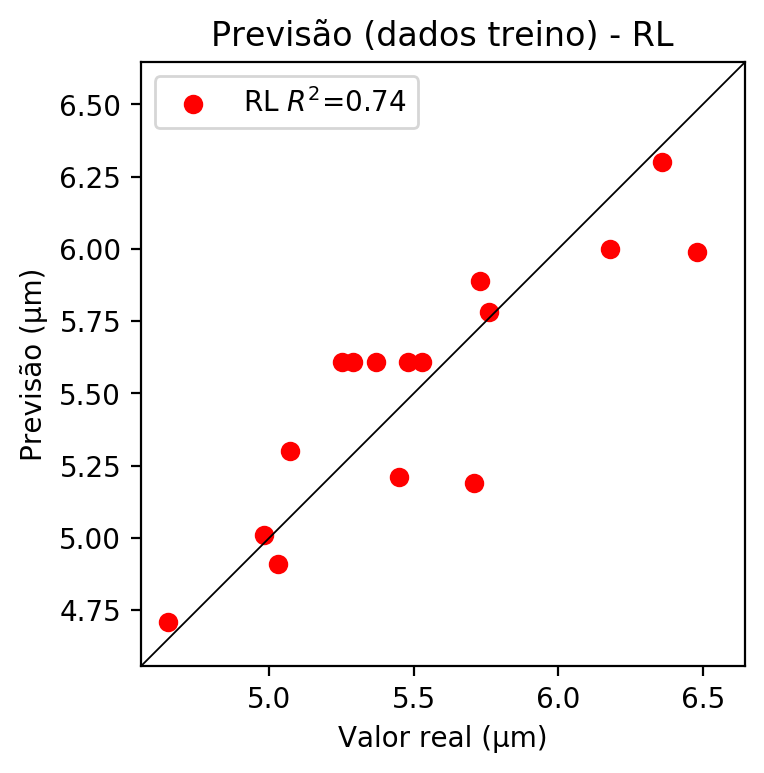 Previsão (dados treino) - RL
RL R²=0.74
Previsão (µm)
6.50
6.25
6.00
5.75
5.50
5.25
5.00
4.75
5.0 5.5 6.0 6.5
Valor real (µm)